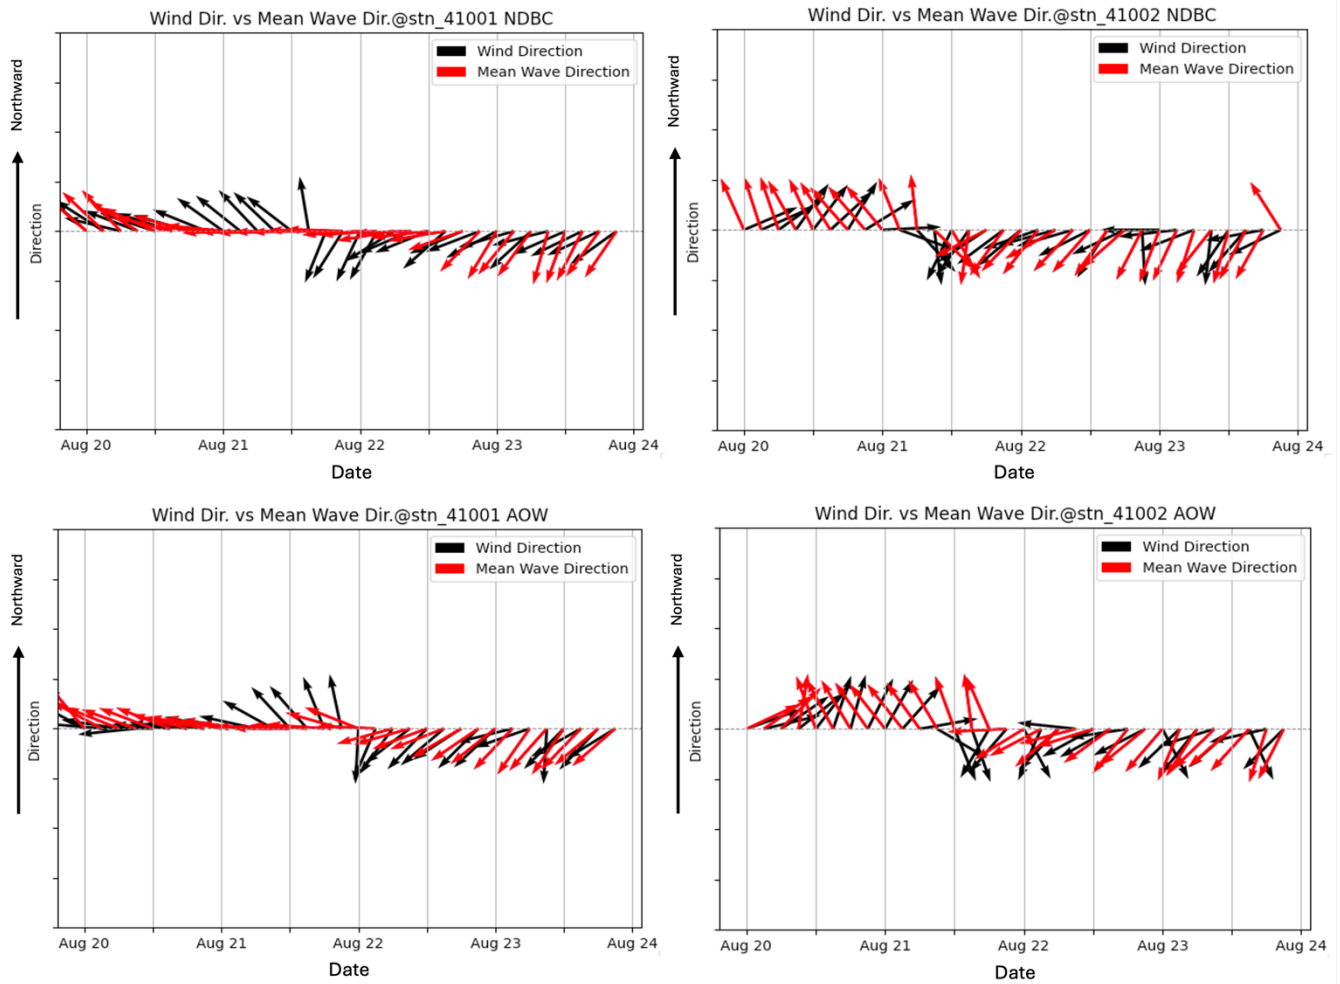 Wind Dir. vs Mean Wave Dir.@stn_41001 NDBC
Wind Direction
Mean Wave Direction
Northward
Direction
Aug 20 Aug 21 Aug 22 Aug 23 Aug 24
Date
Wind Dir. vs Mean Wave Dir.@stn_41002 NDBC
Wind Direction
Mean Wave Direction
Northward
Direction
Aug 20 Aug 21 Aug 22 Aug 23 Aug 24
Date
Wind Dir. vs Mean Wave Dir.@stn_41001 AOW
Wind Direction
Mean Wave Direction
Northward
Direction
Aug 20 Aug 21 Aug 22 Aug 23 Aug 24
Date
Wind Dir. vs Mean Wave Dir.@stn_41002 AOW
Wind Direction
Mean Wave Direction
Northward
Direction
Aug 20 Aug 21 Aug 22 Aug 23 Aug 24
Date